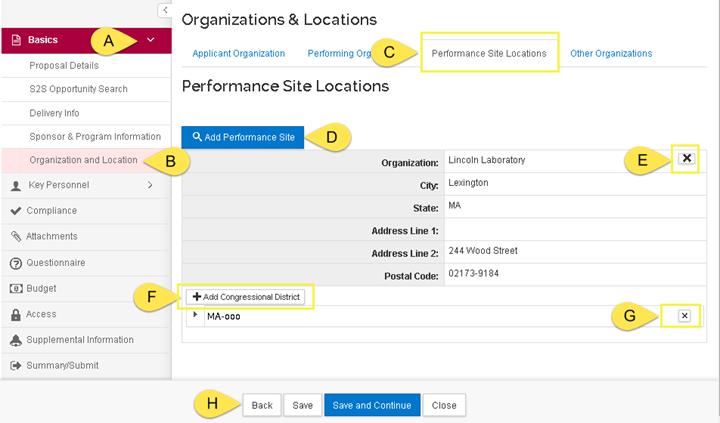 Organizations & Locations
Basics
A
Applicant Organization
Performing Org
C
Performance Site Locations
Other Organizations
Proposal Details
S2S Opportunity Search
Delivery Info
Sponsor & Program Information
Organization and Location
B
Key Personnel
Compliance
Attachments
Questionnaire
Budget
Access
Supplemental Information
Summary/Submit
Performance Site Locations
Add Performance Site
D
Organization: Lincoln Laboratory
E
City: Lexington
State: MA
Address Line 1:
Address Line 2: 244 Wood Street
Postal Code: 02173-9184
F
Add Congressional District
MA-000
G
H
Back
Save
Save and Continue
Close